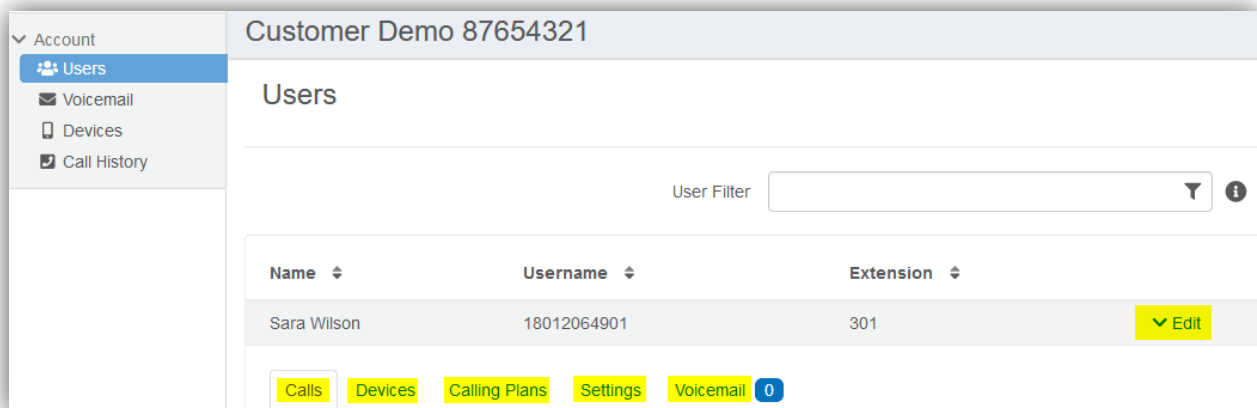 Account
Users
Voicemail
Devices
Call History
Customer Demo 87654321
Users
User Filter
Name Username Extension
Sara Wilson 18012064901 301 Edit
Calls Devices Calling Plans Settings Voicemail 0